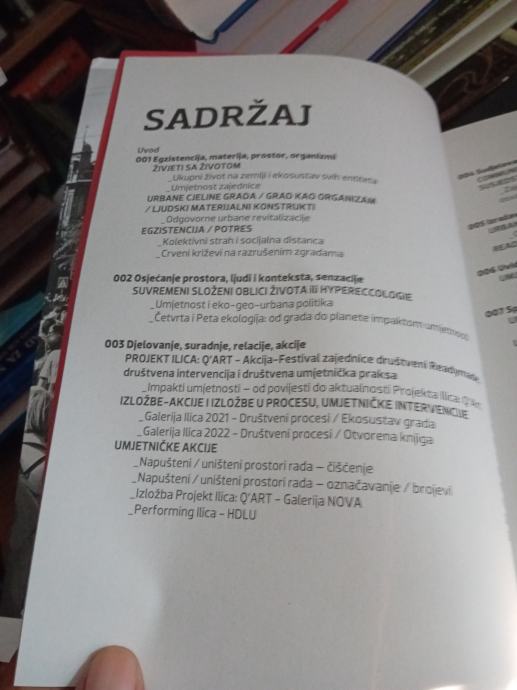 SADRŽAJ
Uvod
001 Egzistencija, materija, prostor, organizmi
ŽIVJETI SA ŽIVOTOM
_Ukupni život na zemlji i ekosustav svih entiteta
_Umjetnost zajednice
URBANE CJELINE GRADA / GRAD KAO ORGANIZAM
/ LJUDSKI MATERIJALNI KONSTRUKTI
_Odgovorne urbane revitalizacije
EGZISTENCIJA / POTRES
_Kolektivni strah i socijalna distanca
_Crveni križevi na razrušenim zgradama
002 Osjećanje prostora, ljudi i konteksta, senzacije
SUVREMENI SLOŽENI OBLICI ŽIVOTA ili HYPERECCOLOGIE
_Umjetnost i eko-geo-urbana politika
_Četvrta i Peta ekologija: od grada do planete impaktom umjetnosti
003 Djelovanje, suradnje, relacije, akcije
PROJEKT ILICA: Q'ART – Akcija-Festival zajednice društveni Readymade,
društvena intervencija i društvena umjetnička praksa
_Impakti umjetnosti – od povijesti do aktualnosti Projekta Ilica: Q'Art
IZLOŽBE-AKCIJE I IZLOŽBE U PROCESU, UMJETNIČKE INTERVENCIJE
_Galerija Ilica 2021 - Društveni procesi / Ekosustav grada
_Galerija Ilica 2022 - Društveni procesi / Otvorena knjiga
UMJETNIČKE AKCIJE
_Napušteni / uništeni prostori rada – čišćenje
_Napušteni / uništeni prostori rada – označavanje / brojevi
_Izložba Projekt Ilica: Q'ART – Galerija NOVA
_Performing Ilica - HDLU
004
005
URBA
READ
006
UMJ
007